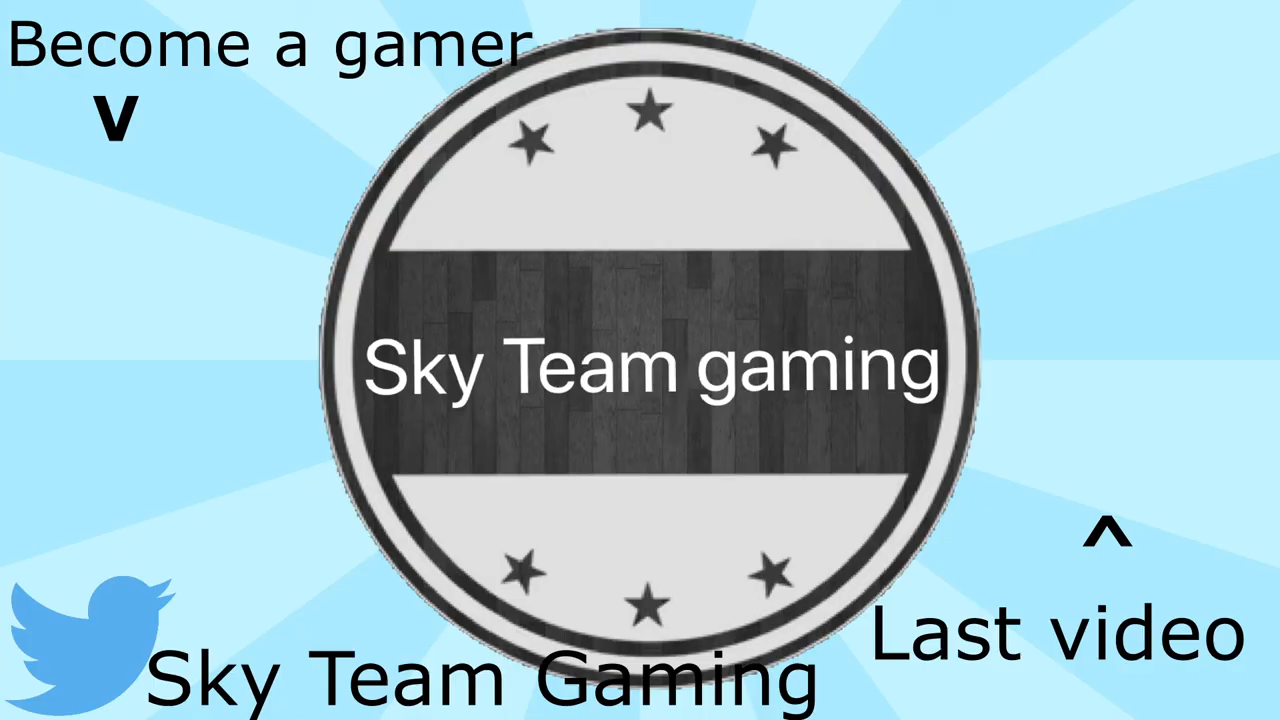 Become a gamer
v
Sky Team gaming
^
Last video
Sky Team Gaming